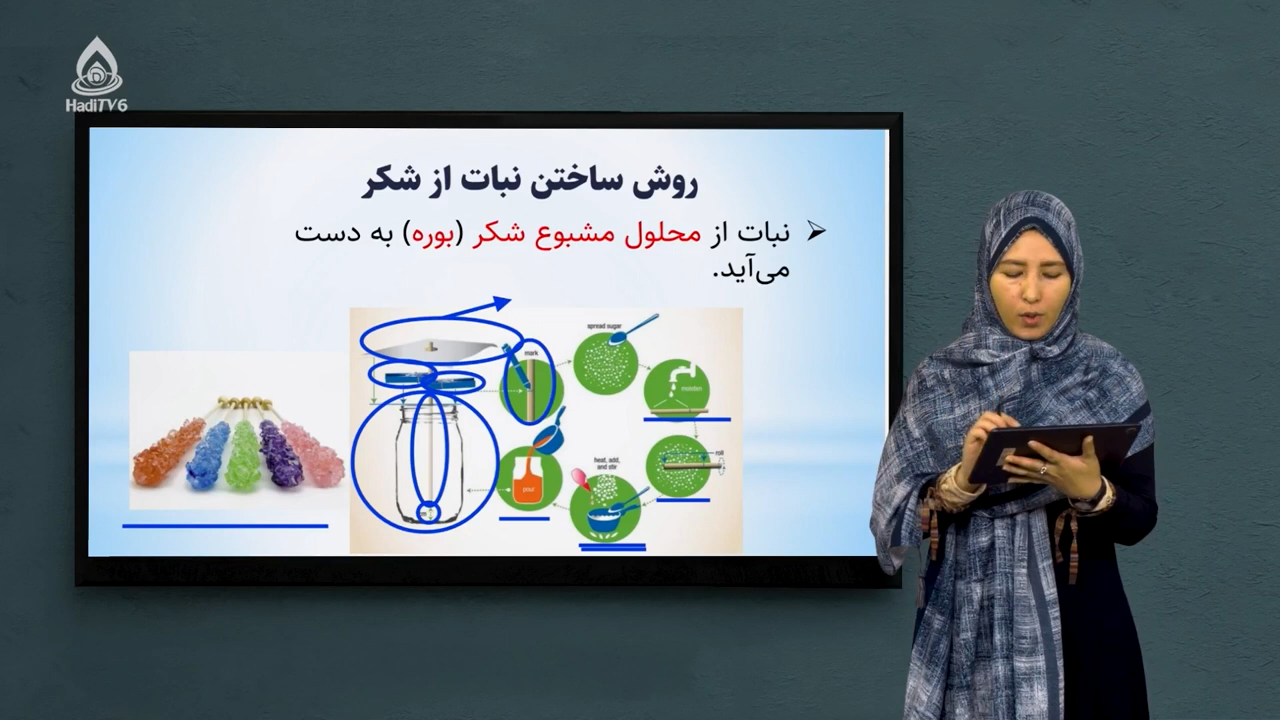 HadiTV6
روش ساختن نبات از شکر
نبات از محلول مشبوع شکر (بوره) به دست
می‌آید.
spread sugar
mark
moisten
roll
heat, add,
and stir
pour